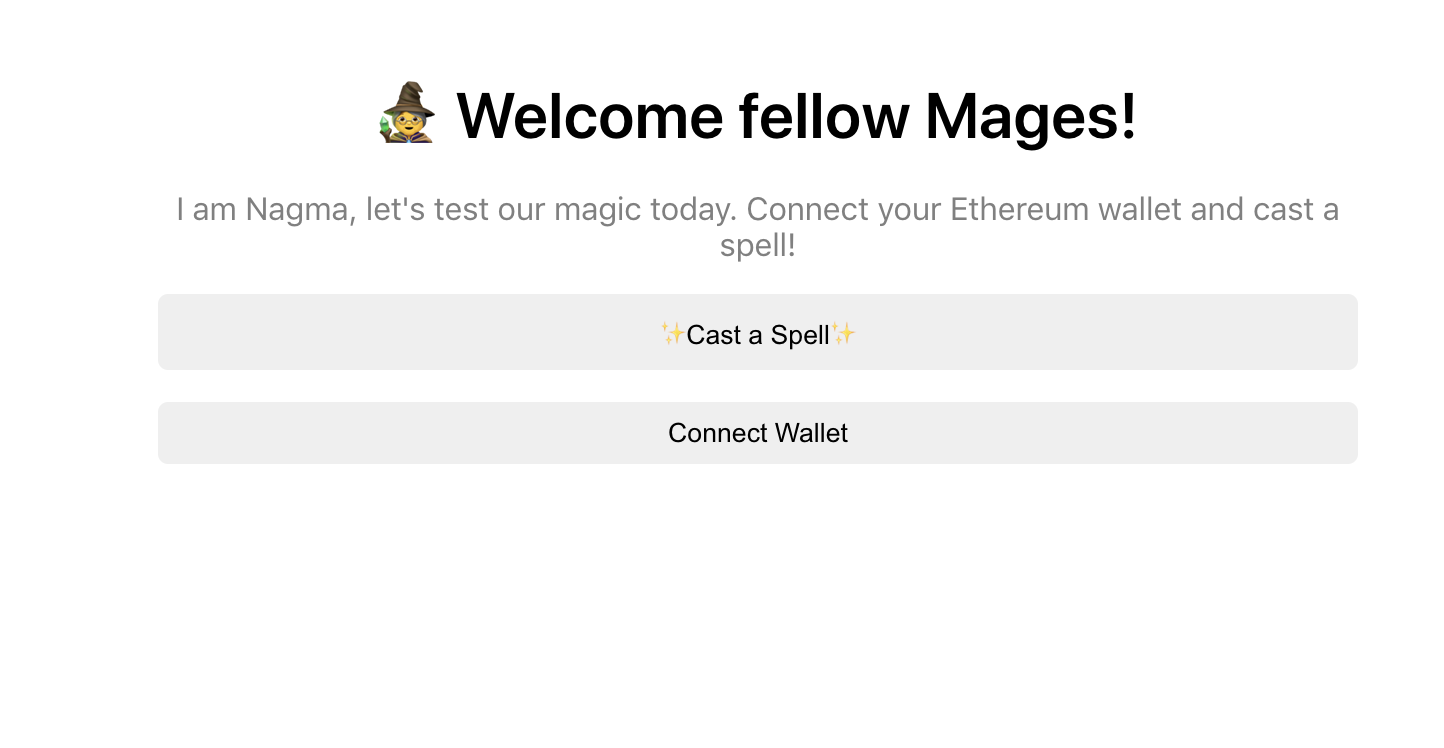 🧙 Welcome fellow Mages!
I am Nagma, let's test our magic today. Connect your Ethereum wallet and cast a
spell!
✨Cast a Spell✨
Connect Wallet